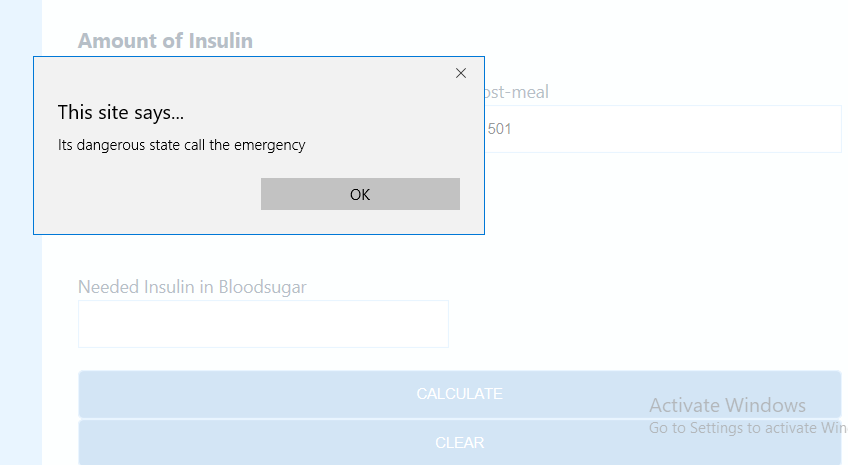 Amount of Insulin
This site says...
Its dangerous state call the emergency
OK
ost-meal
501
Needed Insulin in Bloodsugar
CALCULATE
CLEAR
Activate Windows
Go to Settings to activate Win